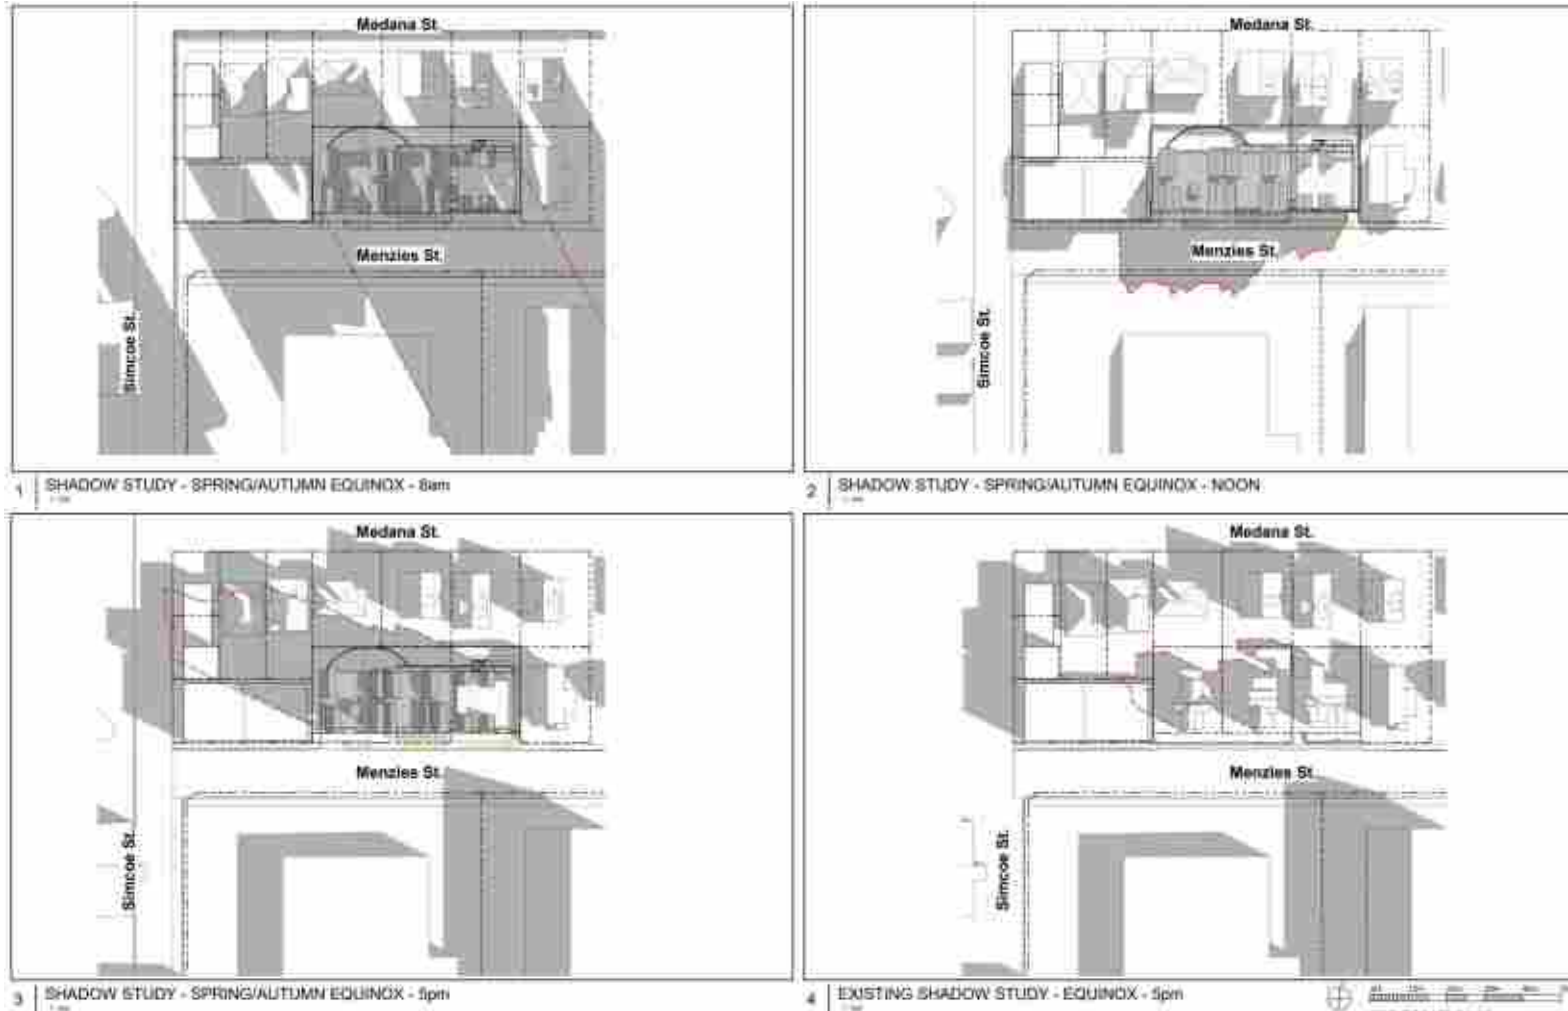 Medana St.
Menzies St.
Simcoe St.
1 SHADOW STUDY - SPRING/AUTUMN EQUINOX - 8am
Medana St.
Menzies St.
Simcoe St.
2 SHADOW STUDY - SPRING/AUTUMN EQUINOX - NOON
Medana St.
Menzies St.
Simcoe St.
3 SHADOW STUDY - SPRING/AUTUMN EQUINOX - 5pm
Medana St.
Menzies St
Simcoe St.
4 EXISTING SHADOW STUDY - EQUINOX - 5pm